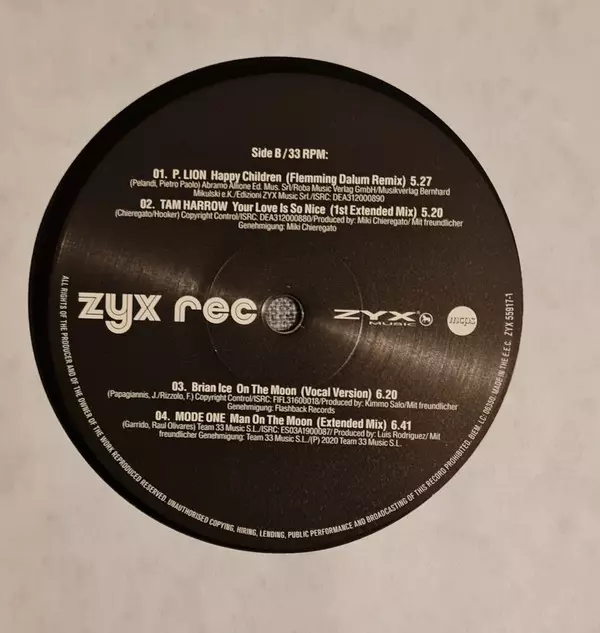 Side B / 33 RPM:
01. P. LION Happy Children (Flemming Dalum Remix) 5.27
(Pelandi, Pietro Paolo) Abramo Allione Ed. Mus. Srl/Roba Music Verlag GmbH/Musikverlag Bernhard
Mikulski e.K./Edizioni ZYX Music Srl./ISRC: DEA312000890
02. TAM HARROW Your Love Is So Nice (1st Extended Mix) 5.20
(Chieregato/Hooker) Copyright Control/ISRC: DEA312000880/Produced by: Miki Chieregato/ Mit freundlicher
Genehmigung: Miki Chieregato
zyx rec
ZYX
MUSIC
mcps
03. Brian Ice On The Moon (Vocal Version) 6.20
(Papagiannis, J./Rizzolo, F.) Copyright Control/ISRC: FIFL31600018/Produced by: Kimmo Salo/Mit freundlicher
Genehmigung: Flashback Records
04. MODE ONE Man On The Moon (Extended Mix) 6.41
(Garrido, Raul Olivares) Team 33 Music S.L./ISRC: ES03A1900087/ Produced by: Luis Rodriguez/ Mit
freundlicher Genehmigung: Team 33 Music S.L./(P) 2020 Team 33 Music S.L.
ALL RIGHTS OF THE PRODUCER AND OF THE OWNER OF THE WORK REPRODUCED RESERVED. UNAUTHORISED COPYING, HIRING, LENDING, PUBLIC PERFORMANCE AND BROADCASTING OF THIS RECORD PROHIBITED. BIEM. LC: 06350. MADE IN THE E.E.C. ZYX 55917-1